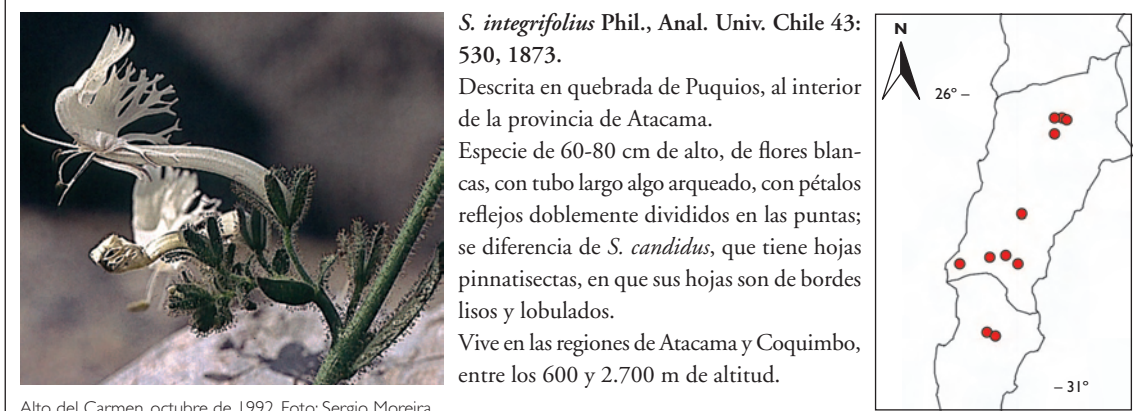 S. integrifolius Phil., Anal. Univ. Chile 43:
530, 1873.
Descrita en quebrada de Puquios, al interior
de la provincia de Atacama.
Especie de 60-80 cm de alto, de flores blan-
cas, con tubo largo algo arqueado, con pétalos
reflejos doblemente divididos en las puntas;
se diferencia de S. candidus, que tiene hojas
pinnatisectas, en que sus hojas son de bordes
lisos y lobulados.
Vive en las regiones de Atacama y Coquimbo,
entre los 600 y 2.700 m de altitud.
Alto del Carmen, octubre de 1992. Foto: Sergio Moreira
N
26° –
– 31°